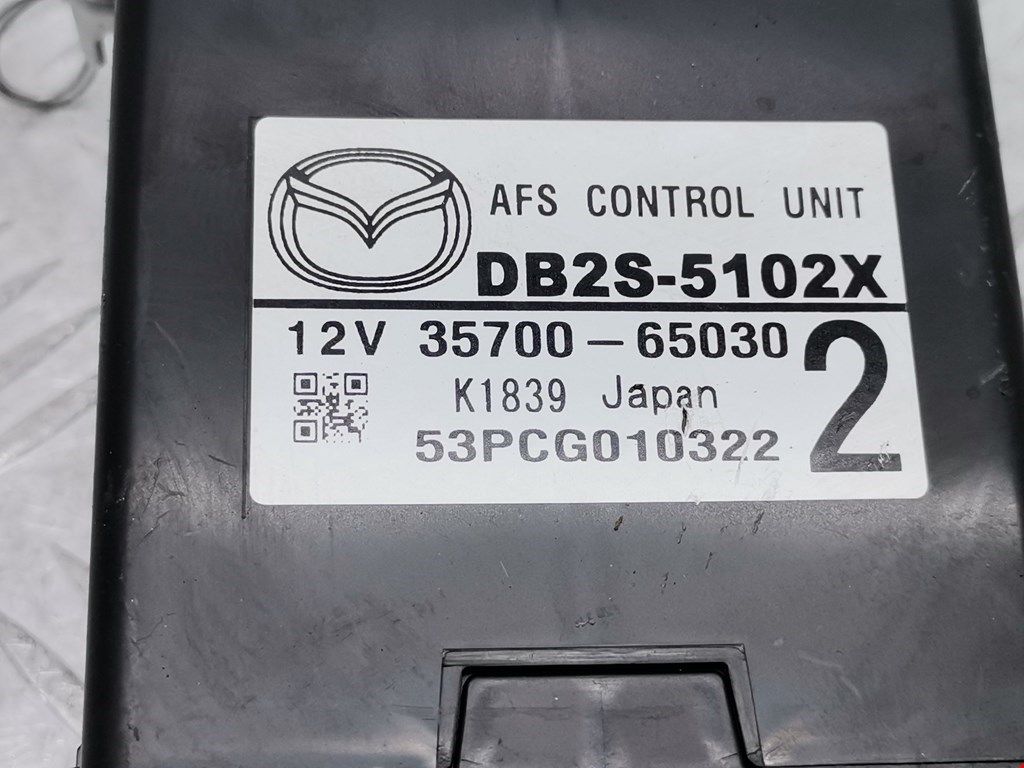 AFS CONTROL UNIT
DB2S-5102X
12V 35700-65030
2
K1839 Japan
53PCG010322